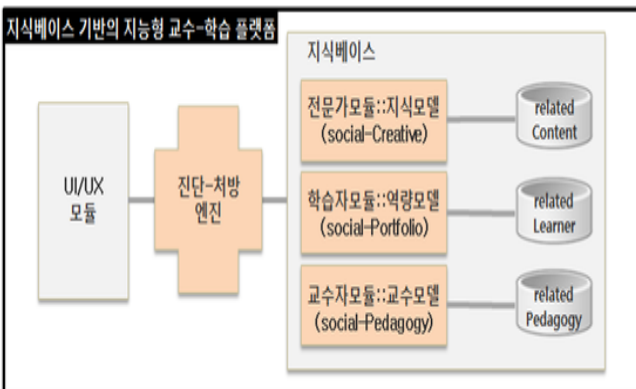 지식베이스 기반의 지능형 교수-학습 플랫폼
지식베이스
UI/UX
모듈
진단-처방
엔진
전문가모듈::지식모델
(social-Creative)
related
Content
학습자모듈::역량모델
(social-Portfolio)
related
Learner
교수자모듈::교수모델
(social-Pedagogy)
related
Pedagogy